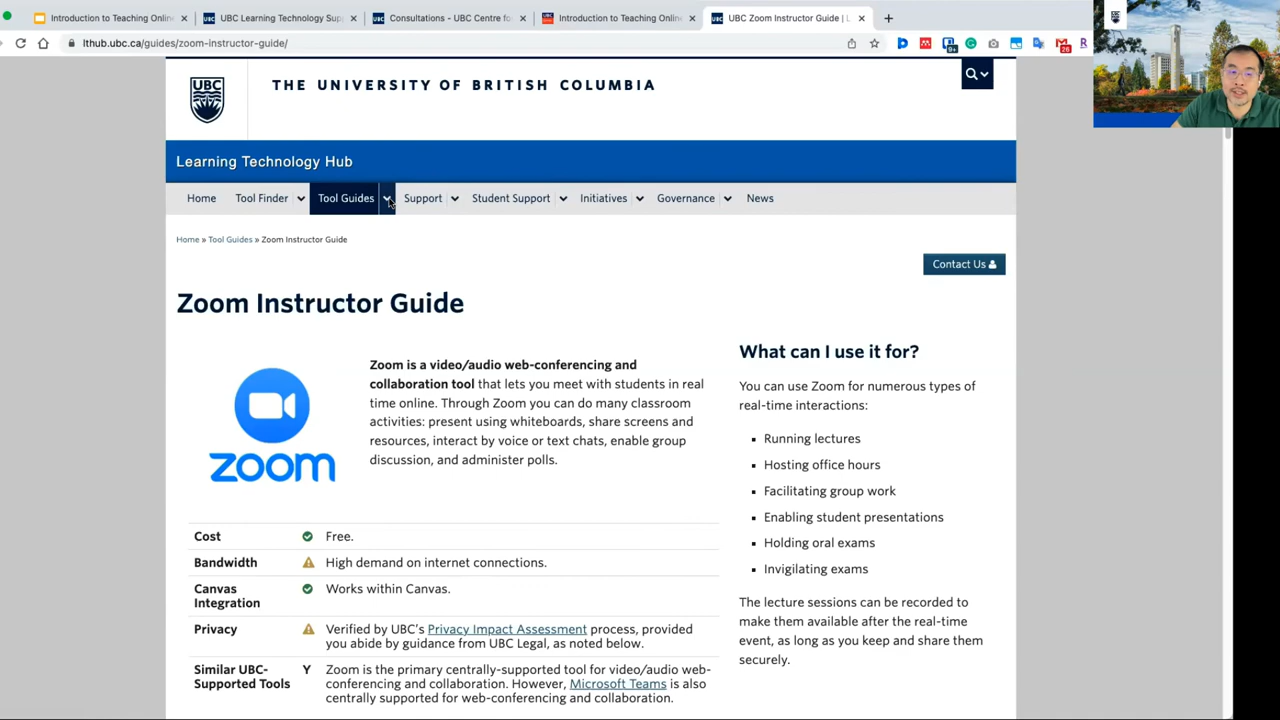 Introduction to Teaching Online
UBC Learning Technology Sup
Consultations - UBC Centre fo
Introduction to Teaching Online
UBC Zoom Instructor Guide | L
lthub.ubc.ca/guides/zoom-instructor-guide/
9+
26
UBC
THE UNIVERSITY OF BRITISH COLUMBIA
Learning Technology Hub
Home
Tool Finder
Tool Guides
Support
Student Support
Initiatives
Governance
News
Home » Tool Guides » Zoom Instructor Guide
Contact Us
Zoom Instructor Guide
zoom
Zoom is a video/audio web-conferencing and
collaboration tool that lets you meet with students in real
time online. Through Zoom you can do many classroom
activities: present using whiteboards, share screens and
resources, interact by voice or text chats, enable group
discussion, and administer polls.
What can I use it for?
You can use Zoom for numerous types of
real-time interactions:
Running lectures
Hosting office hours
Facilitating group work
Enabling student presentations
Holding oral exams
Invigilating exams
The lecture sessions can be recorded to
make them available after the real-time
event, as long as you keep and share them
securely.
Cost Free.
Bandwidth High demand on internet connections.
Canvas Works within Canvas.
Integration
Privacy Verified by UBC's Privacy Impact Assessment process, provided
you abide by guidance from UBC Legal, as noted below.
Similar UBC- Y Zoom is the primary centrally-supported tool for video/audio web-
Supported Tools conferencing and collaboration. However, Microsoft Teams is also
centrally supported for web-conferencing and collaboration.